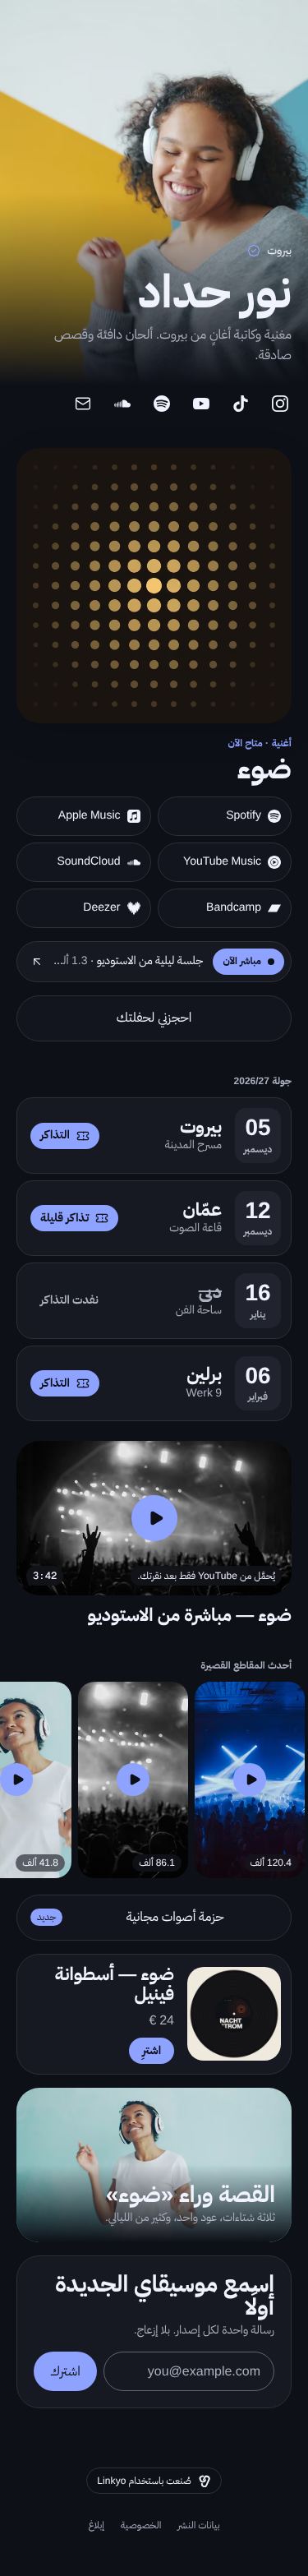 بيروت
نور حداد
مغنية وكاتبة أغانٍ من بيروت. ألحان دافئة وقصص
صادقة.
أغنية · متاح الآن
ضوء
Spotify
Apple Music
YouTube Music
SoundCloud
Bandcamp
Deezer
مباشر الآن
جلسة ليلية من الاستوديو · 1.3 أل...
احجزني لحفلتك
جولة 2026/27
05
ديسمبر
بيروت
مسرح المدينة
التذاكر
12
ديسمبر
عمّان
قاعة الصوت
تذاكر قليلة
16
يناير
ساحة الفن
نفدت التذاكر
06
فبراير
برلين
Werk 9
التذاكر
يُحمَّل من YouTube فقط بعد نقرتك.
3:42
ضوء — مباشرة من الاستوديو
أحدث المقاطع القصيرة
120.4 ألف
86.1 ألف
41.8 ألف
حزمة أصوات مجانية
جديد
NACHT
ضوء — أسطوانة
فينيل
24 €
اشترِ
القصة وراء «ضوء»
ثلاثة شتاءات، عود واحد، وكثير من الليالي.
اسمع موسيقاي الجديدة
أولًا
رسالة واحدة لكل إصدار. بلا إزعاج.
you@example.com
اشترك
صُنعت باستخدام Linkyo
بيانات النشر
الخصوصية
إبلاغ